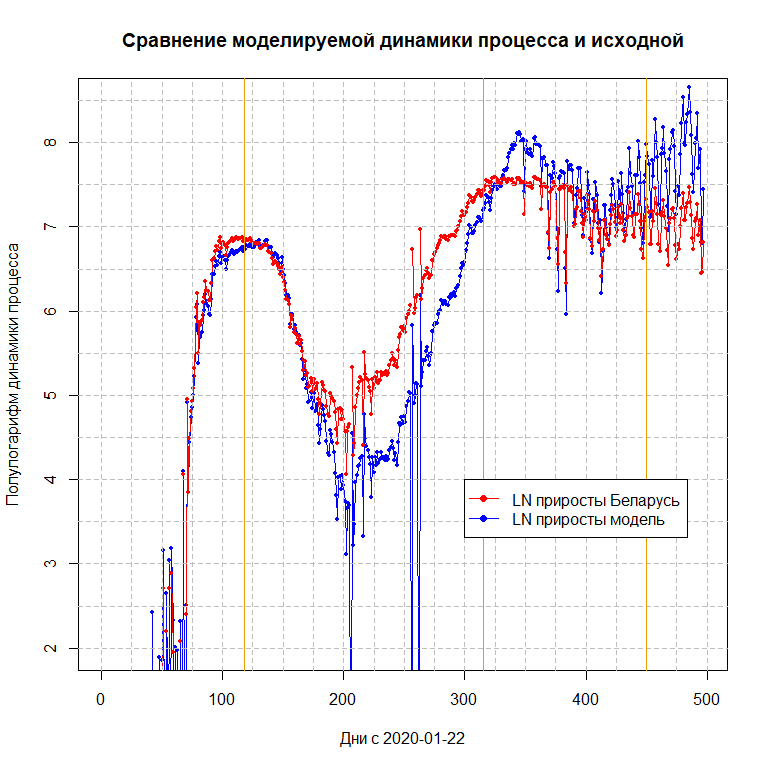 Сравнение моделируемой динамики процесса и исходной
Популогарифм динамики процесса
8
7
6
5
4
3
2
LN приросты Беларусь
LN приросты модель
0 100 200 300 400 500
Дни с 2020-01-22